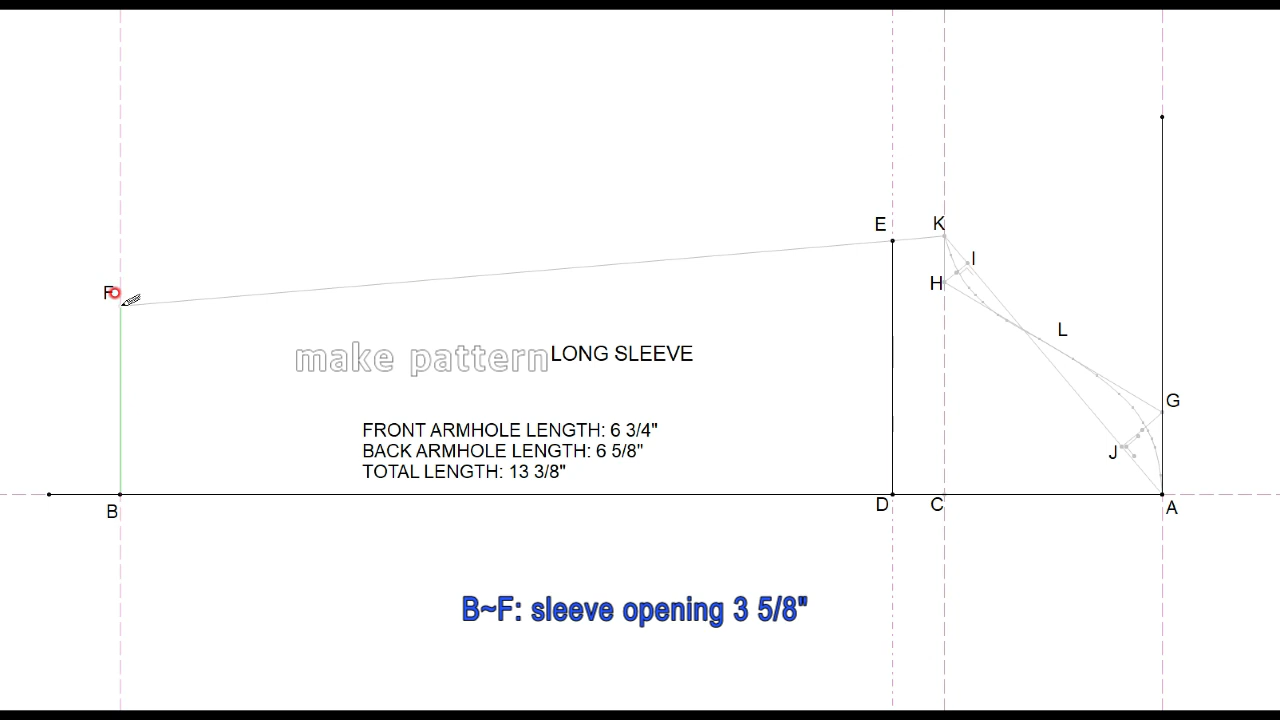 E
K
I
F
H
L
make pattern
LONG SLEEVE
G
FRONT ARMHOLE LENGTH: 6 3/4"
BACK ARMHOLE LENGTH: 6 5/8"
J
TOTAL LENGTH: 13 3/8"
B
D
C
A
B~F: sleeve opening 3 5/8"